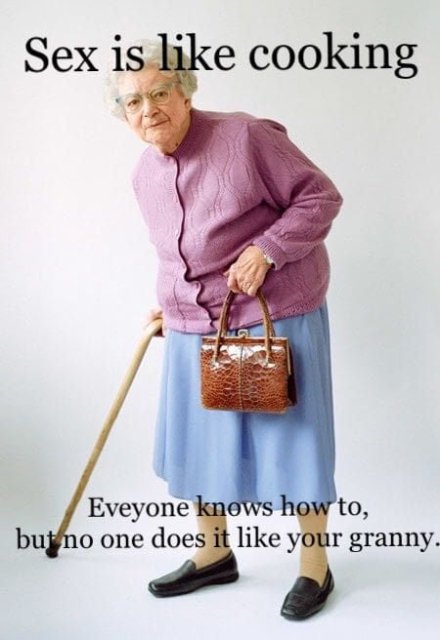 Sex is like cooking
Eveyone knows how to,
but no one does it like your granny.